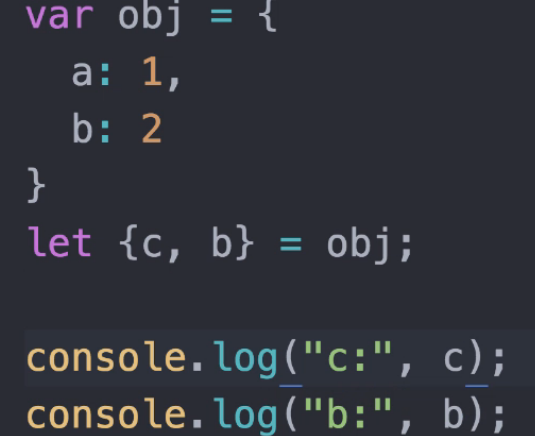 var obj = {
  a: 1,
  b: 2
}
let {c, b} = obj;

console.log("c:", c);
console.log("b:", b);